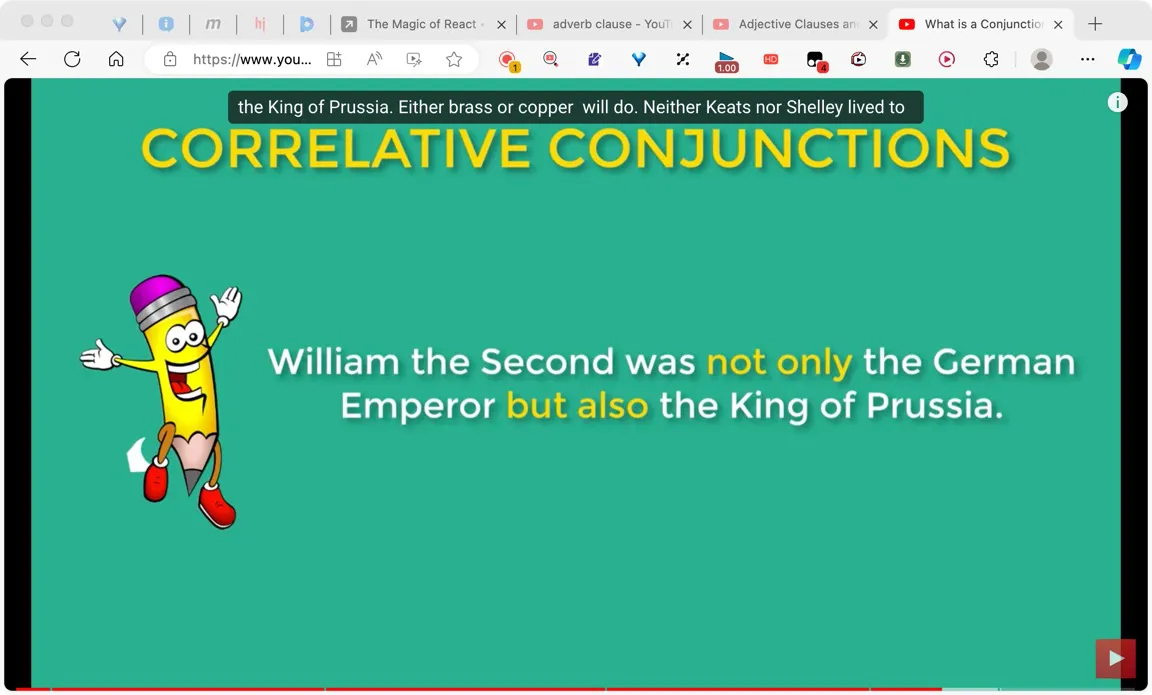 m
hj
The Magic of React
adverb clause - YouT
Adjective Clauses an
What is a Conjunctio
https://www.you...
A
1
1.00
HD
4
the King of Prussia. Either brass or copper  will do. Neither Keats nor Shelley lived to
CORRELATIVE CONJUNCTIONS
William the Second was not only the German
Emperor but also the King of Prussia.